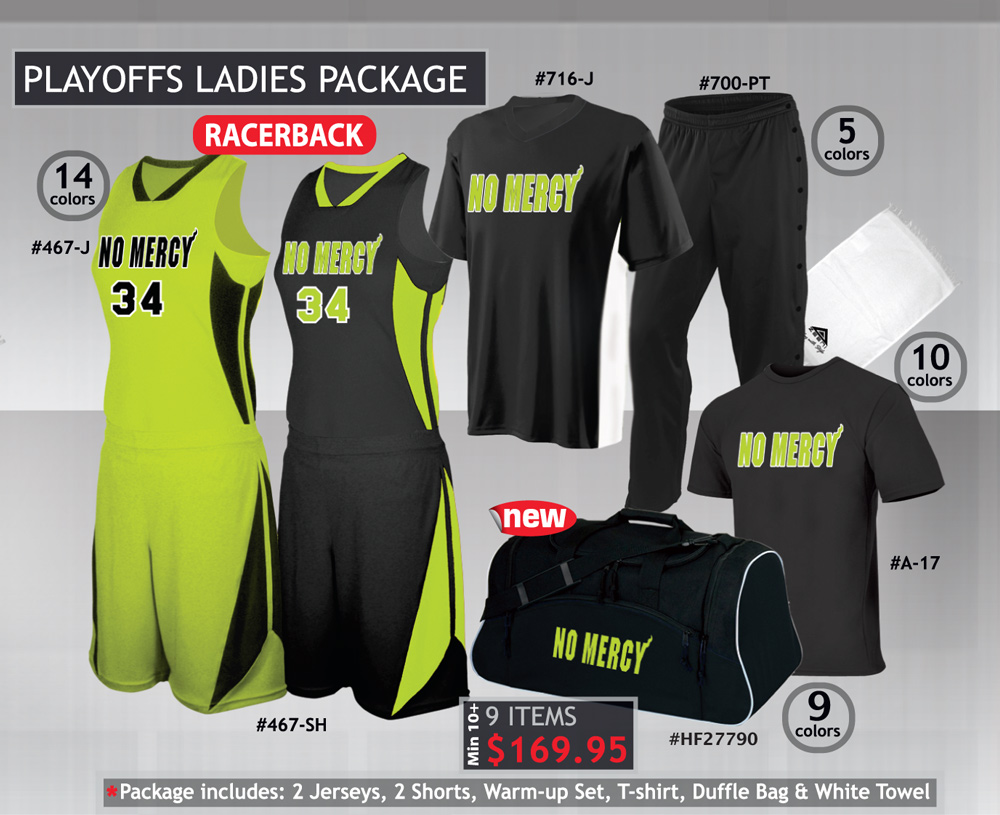 PLAYOFFS LADIES PACKAGE
RACERBACK
#716-J
#700-PT
5
colors
14
colors
#467-J
NO MERCY
34
NO MERCY
34
NO MERCY
10
colors
NO MERCY
#A-17
new
NO MERCY
#467-SH
Min 10+
9 ITEMS
$169.95
#HF27790
9
colors
*Package includes: 2 Jerseys, 2 Shorts, Warm-up Set, T-shirt, Duffle Bag & White Towel